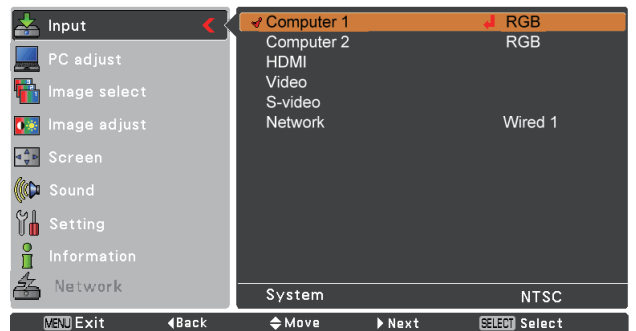 Input
PC adjust
Image select
Image adjust
Screen
Sound
Setting
Information
Network
Computer 1 RGB
Computer 2 RGB
HDMI
Video
S-video
Network Wired 1
System NTSC
MENU Exit Back Move Next SELECT Select